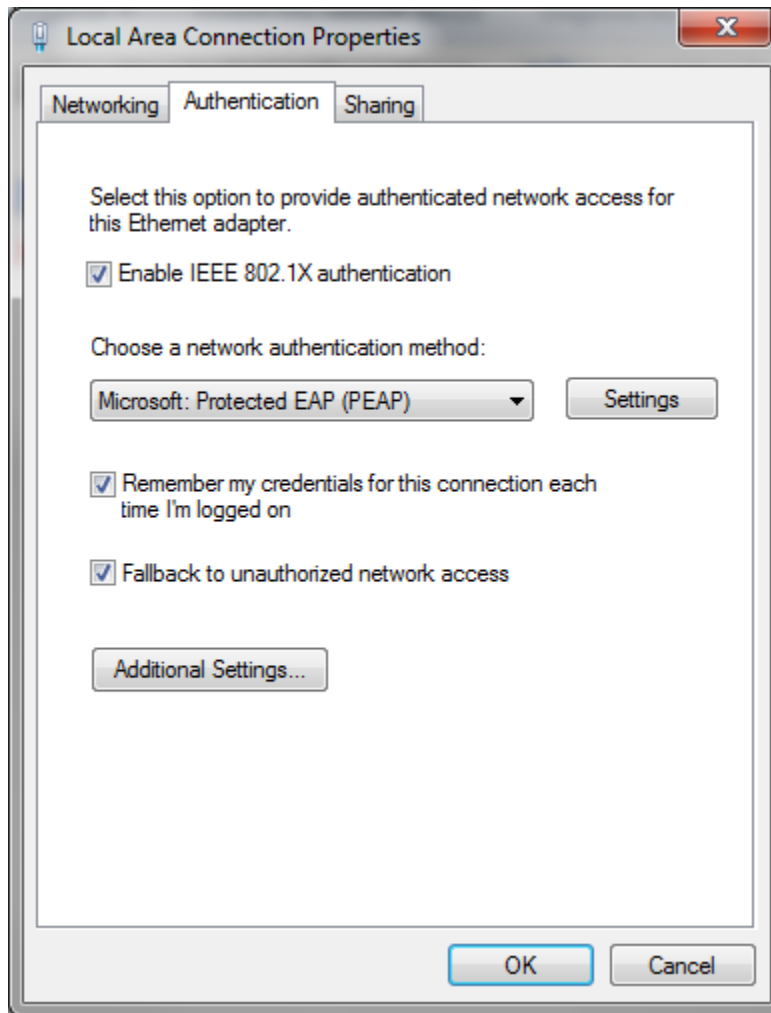 Local Area Connection Properties
Networking
Authentication
Sharing
Select this option to provide authenticated network access for
this Ethernet adapter.
Enable IEEE 802.1X authentication
Choose a network authentication method:
Microsoft: Protected EAP (PEAP)
Settings
Remember my credentials for this connection each
time I'm logged on
Fallback to unauthorized network access
Additional Settings...
OK
Cancel